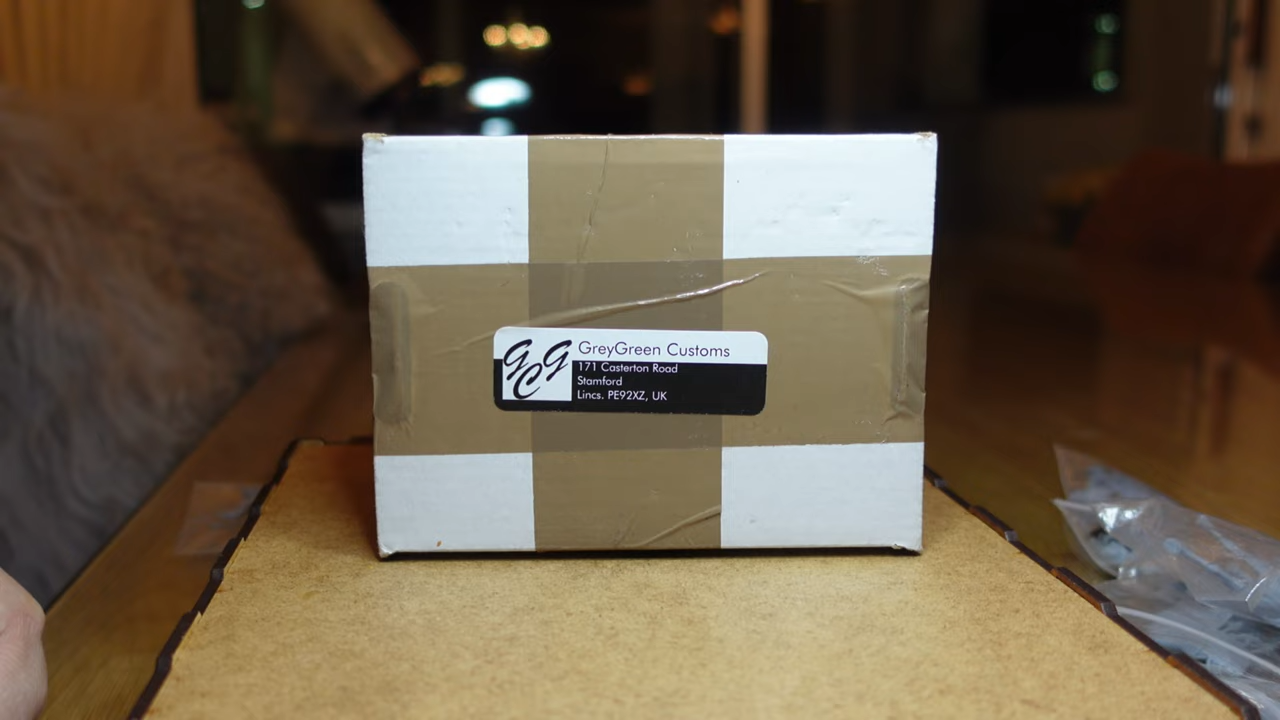 GCG
GreyGreen Customs
171 Casterton Road
Stamford
Lincs. PE92XZ, UK